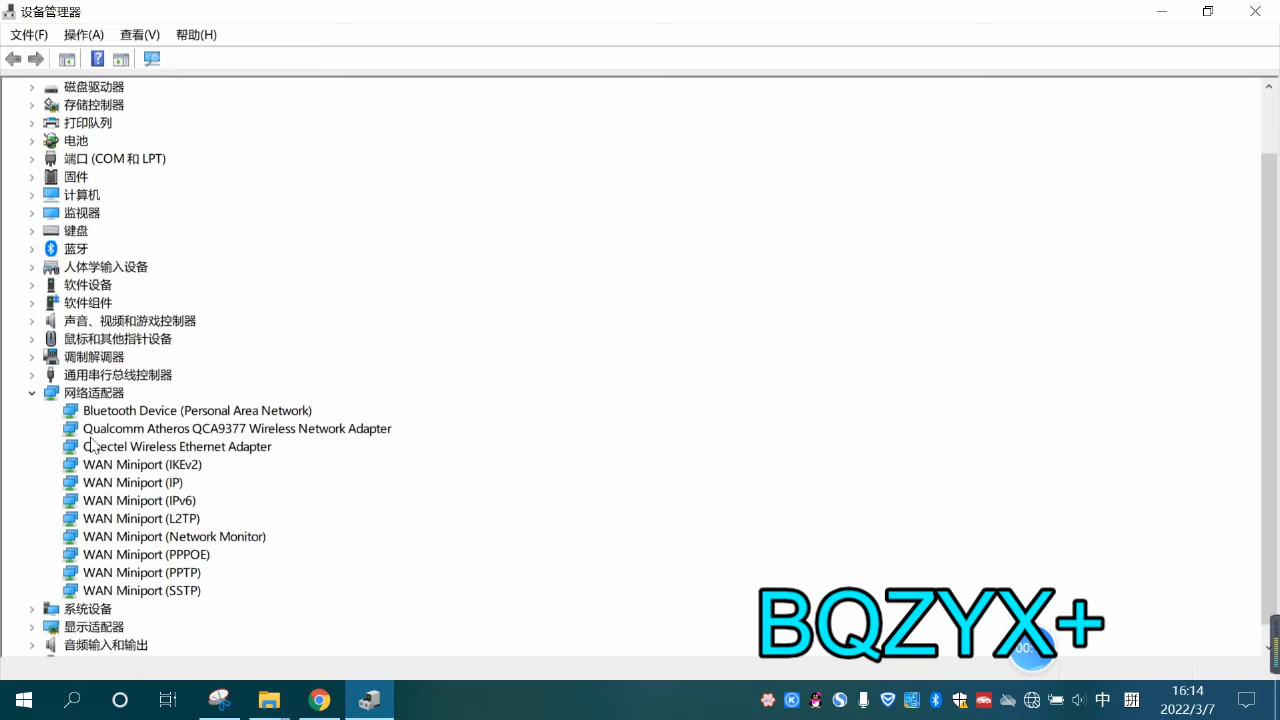 设备管理器
文件(F) 操作(A) 查看(V) 帮助(H)
磁盘驱动器
存储控制器
打印队列
电池
端口 (COM 和 LPT)
固件
计算机
监视器
键盘
蓝牙
人体学输入设备
软件设备
软件组件
声音、视频和游戏控制器
鼠标和其他指针设备
调制解调器
通用串行总线控制器
网络适配器
Bluetooth Device (Personal Area Network)
Qualcomm Atheros QCA9377 Wireless Network Adapter
Wireless Ethernet Adapter
WAN Miniport (IKEv2)
WAN Miniport (IP)
WAN Miniport (IPv6)
WAN Miniport (L2TP)
WAN Miniport (Network Monitor)
WAN Miniport (PPPOE)
WAN Miniport (PPTP)
WAN Miniport (SSTP)
系统设备
显示适配器
音频输入和输出
BQZYX+
中 拼
16:14
2022/3/7